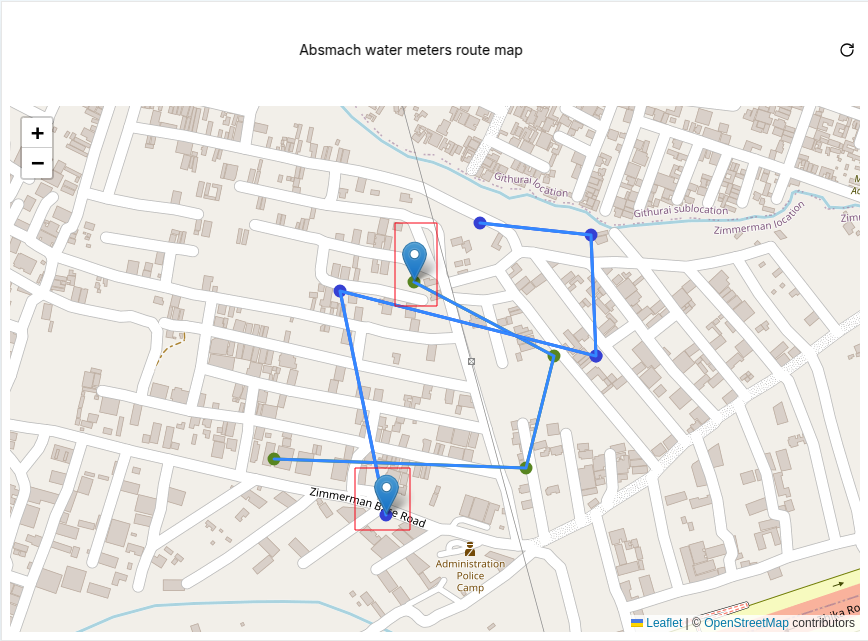 Absmach water meters route map
+
−
Githurai location
Githurai sublocation
Zimmerman location
Zimmerman B
e Road
Administration
Police
Camp
Leaflet | © OpenStreetMap contributors